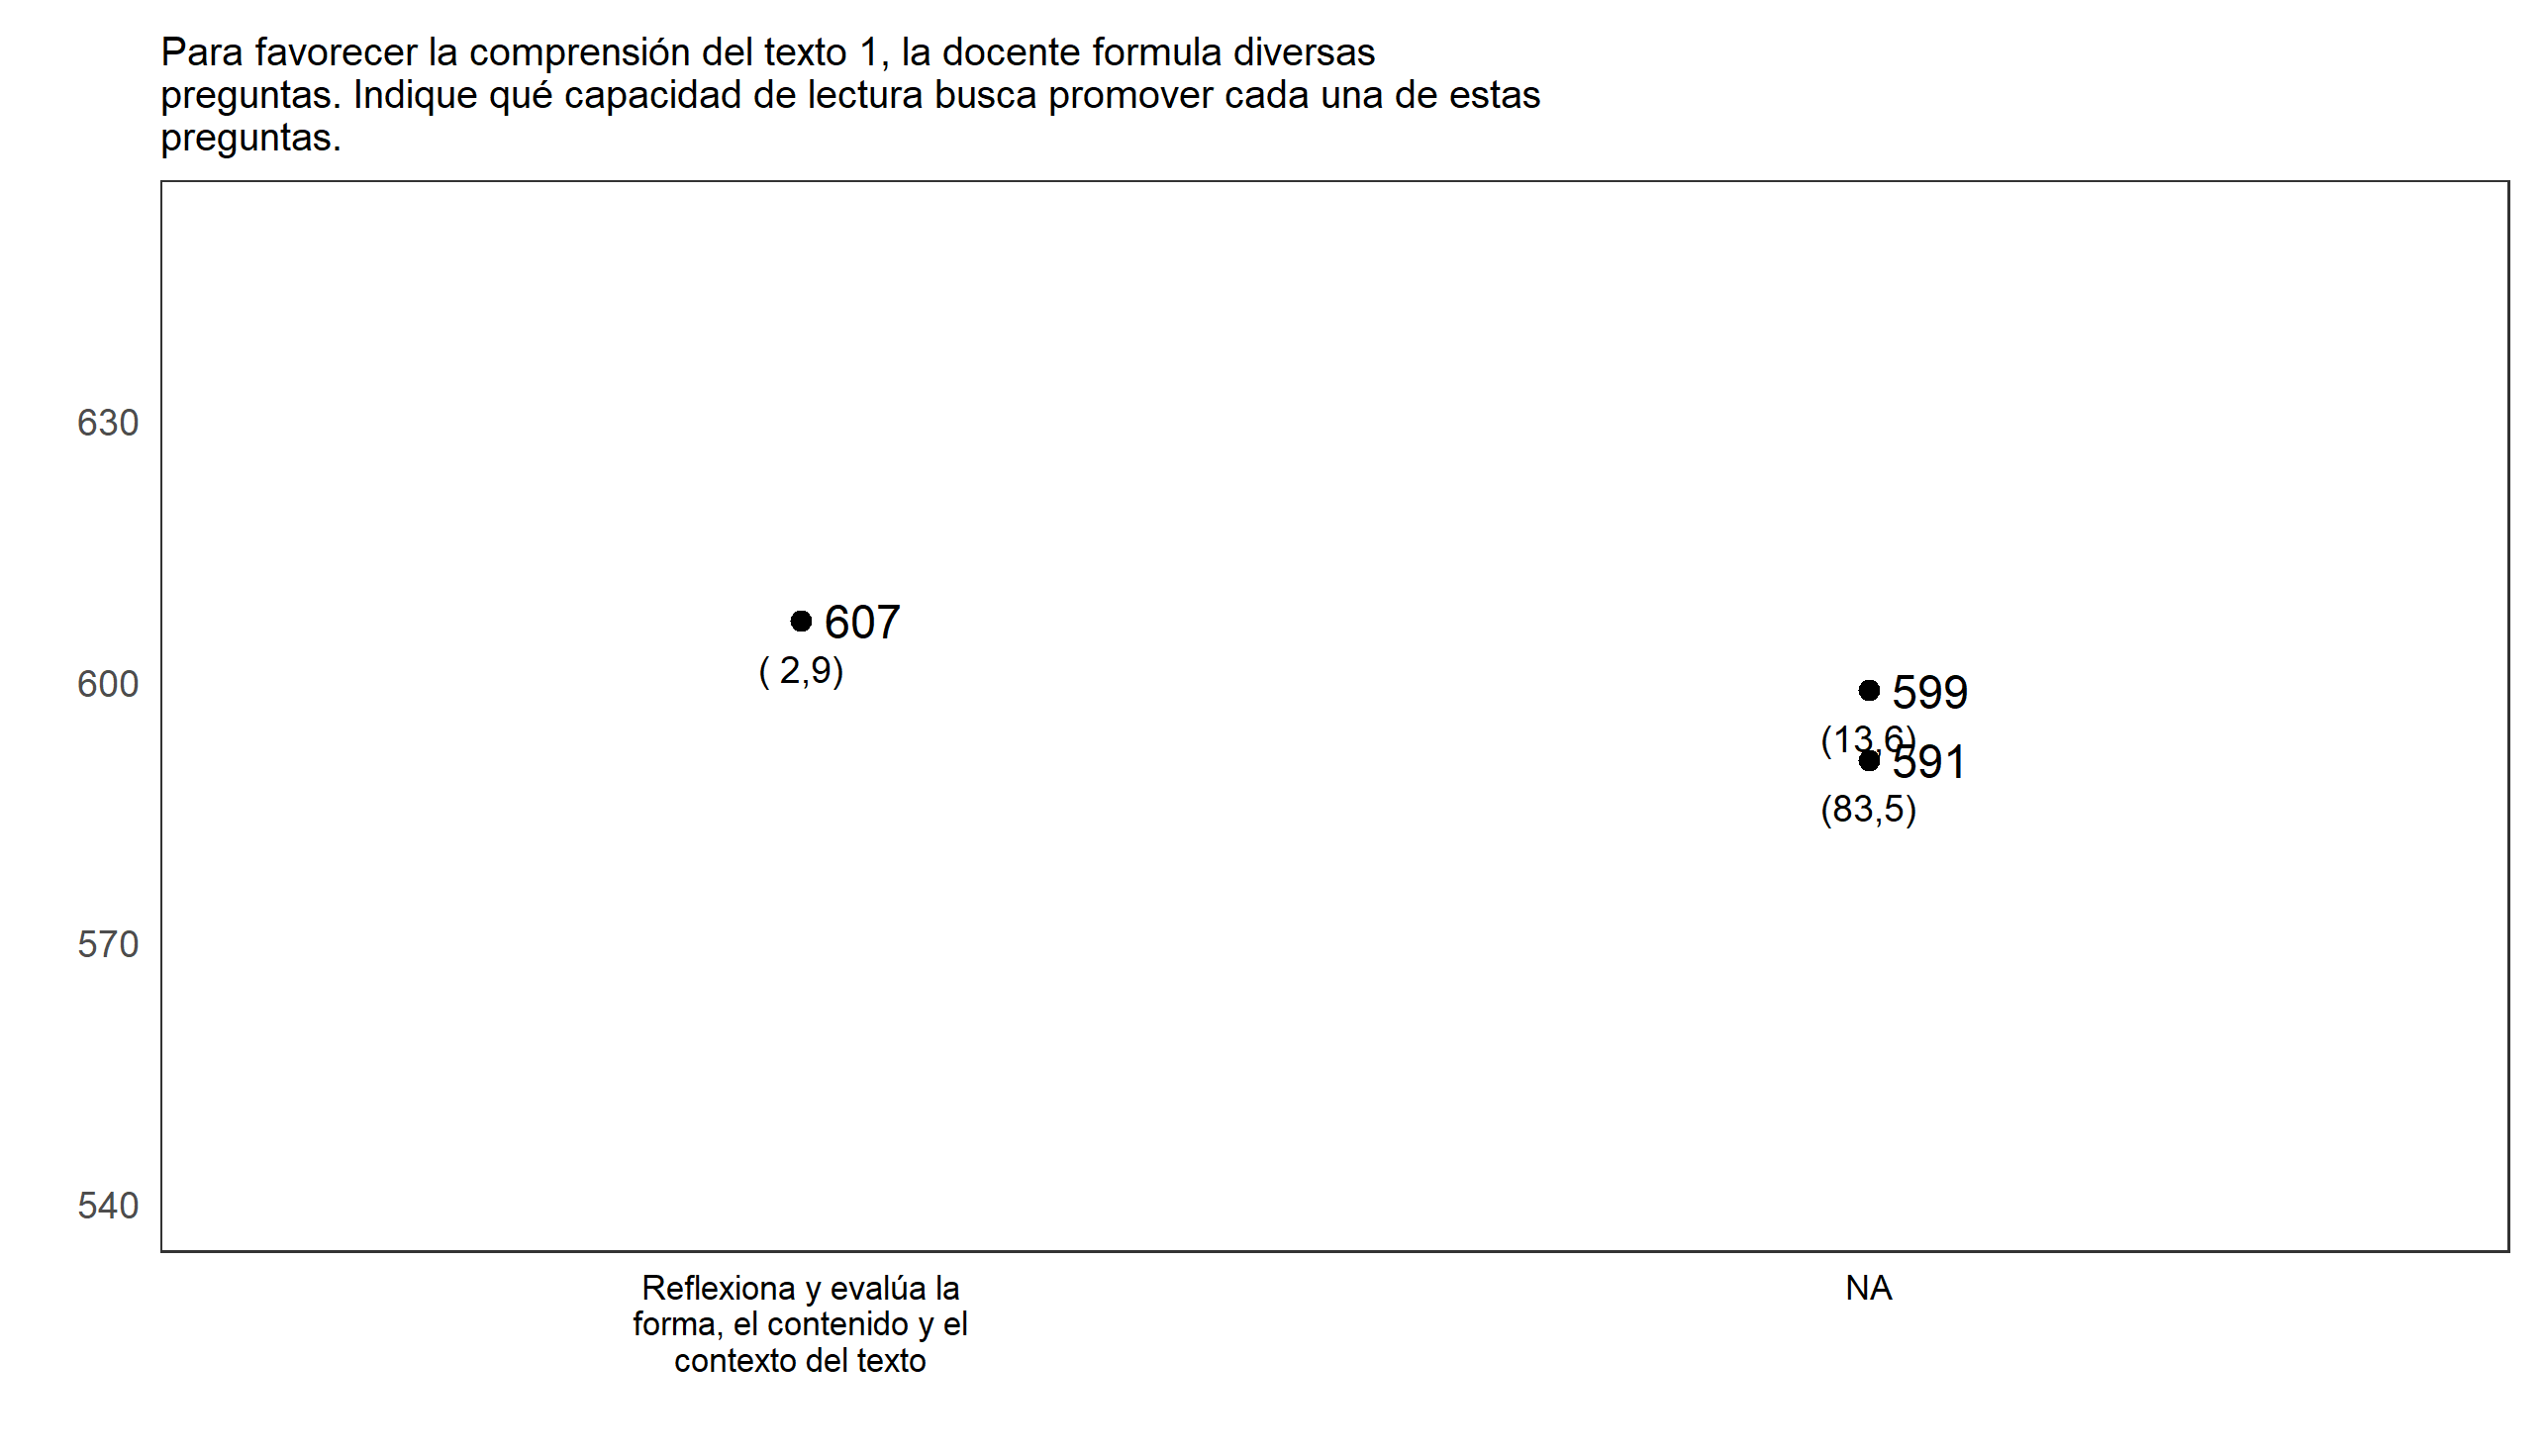 Para favorecer la comprensión del texto 1, la docente formula diversas
preguntas. Indique qué capacidad de lectura busca promover cada una de estas
preguntas.
630
600
570
540
607
( 2,9)
599
(13,6)
591
(83,5)
Reflexiona y evalúa la
forma, el contenido y el
contexto del texto
NA